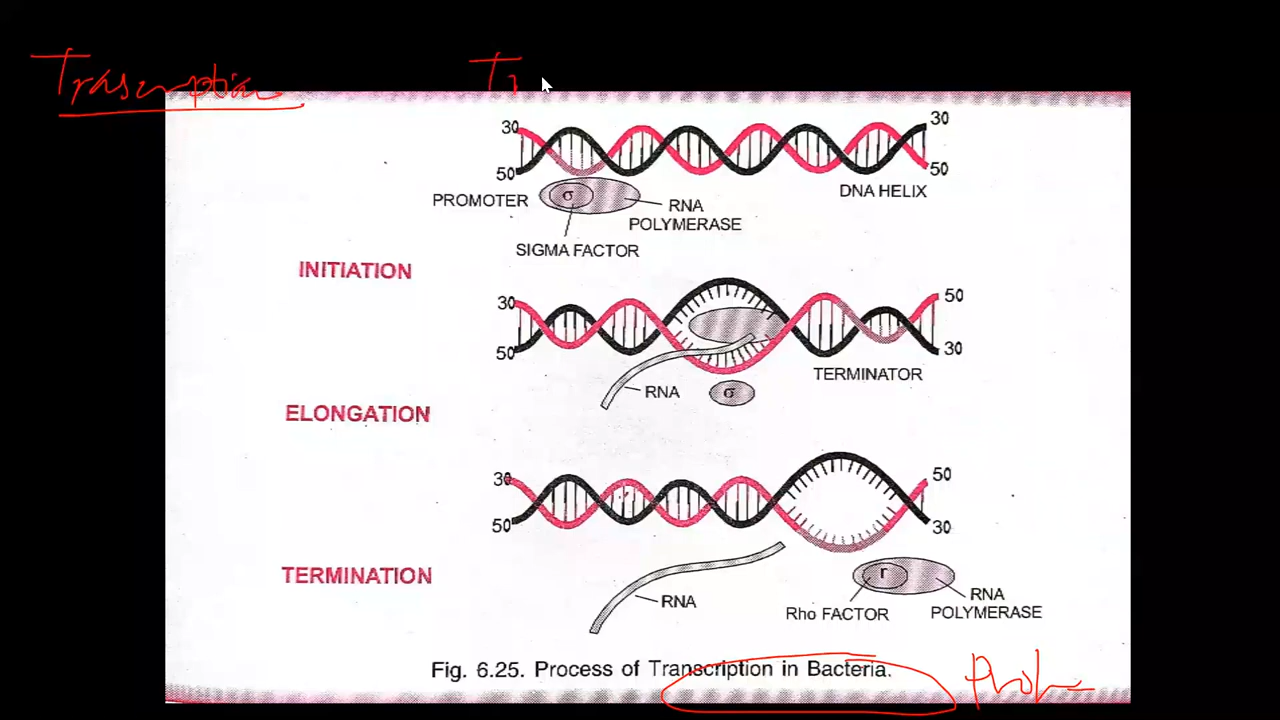 Trascription T
30 30
50 50
PROMOTER σ RNA POLYMERASE DNA HELIX
SIGMA FACTOR
INITIATION
30 50
50 30
TERMINATOR
RNA σ
ELONGATION
30 50
50 30
TERMINATION
RNA r
Rho FACTOR RNA POLYMERASE
Fig. 6.25. Process of Transcription in Bacteria.